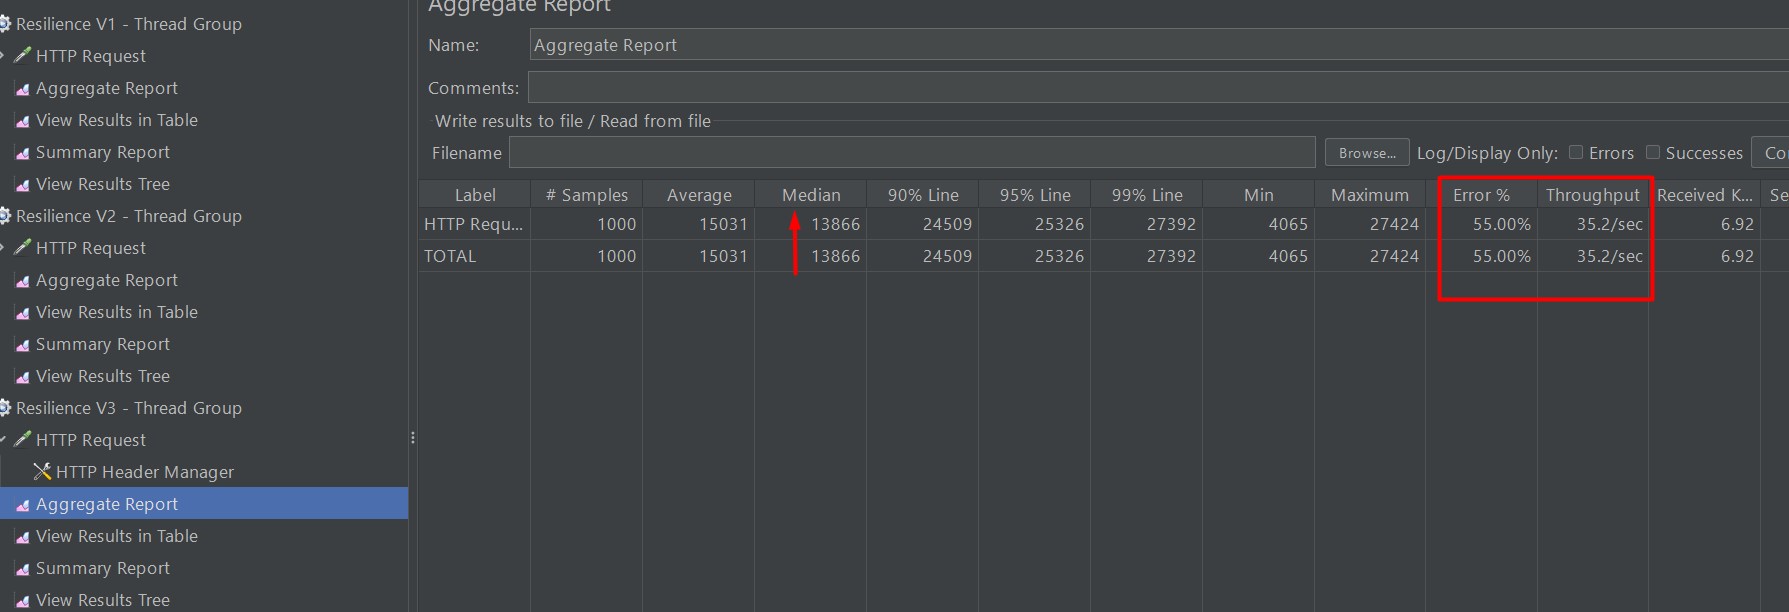 Resilience V1 - Thread Group
HTTP Request
Aggregate Report
View Results in Table
Summary Report
View Results Tree
Resilience V2 - Thread Group
HTTP Request
Aggregate Report
View Results in Table
Summary Report
View Results Tree
Resilience V3 - Thread Group
HTTP Request
HTTP Header Manager
Aggregate Report
View Results in Table
Summary Report
View Results Tree
Aggregate Report
Name: Aggregate Report
Comments:
Write results to file / Read from file
Filename Browse... Log/Display Only: Errors Successes Co
Label # Samples Average Median 90% Line 95% Line 99% Line Min Maximum Error % Throughput Received K... Se
HTTP Requ... 1000 15031 13866 24509 25326 27392 4065 27424 55.00% 35.2/sec 6.92
TOTAL 1000 15031 13866 24509 25326 27392 4065 27424 55.00% 35.2/sec 6.92